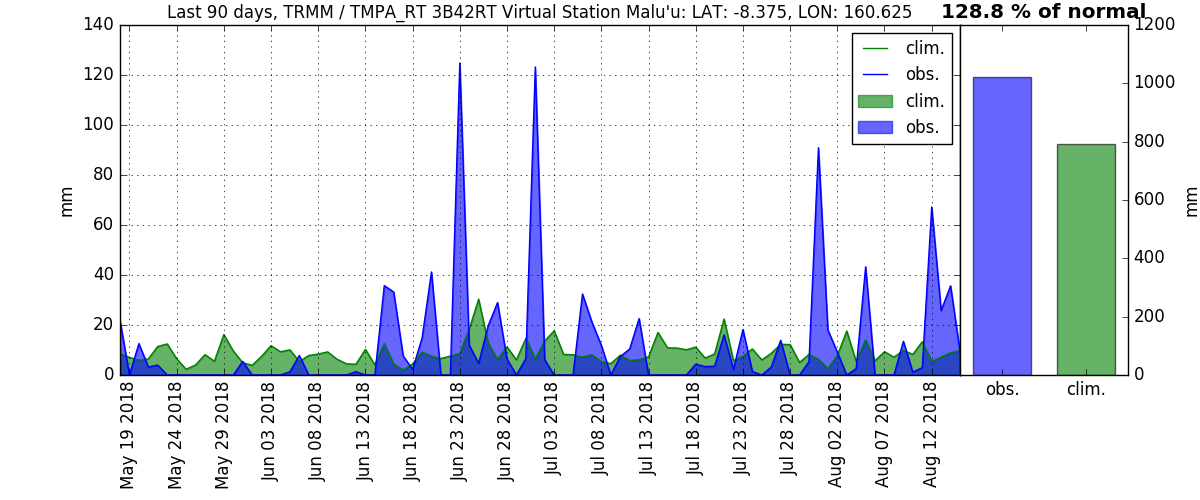 Last 90 days, TRMM / TMPA_RT 3B42RT Virtual Station Malu'u: LAT: -8.375, LON: 160.625
128.8 % of normal
140
120
100
80
60
40
20
0
mm
clim.
obs.
clim.
obs.
May 19 2018
May 24 2018
May 29 2018
Jun 03 2018
Jun 08 2018
Jun 13 2018
Jun 18 2018
Jun 23 2018
Jun 28 2018
Jul 03 2018
Jul 08 2018
Jul 13 2018
Jul 18 2018
Jul 23 2018
Jul 28 2018
Aug 02 2018
Aug 07 2018
Aug 12 2018
1200
1000
800
600
400
200
0
mm
obs.
clim.